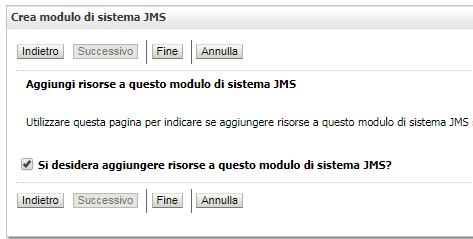 Crea modulo di sistema JMS
Indietro Successivo Fine Annulla
Aggiungi risorse a questo modulo di sistema JMS
Utilizzare questa pagina per indicare se aggiungere risorse a questo modulo di sistema JMS
Si desidera aggiungere risorse a questo modulo di sistema JMS?
Indietro Successivo Fine Annulla